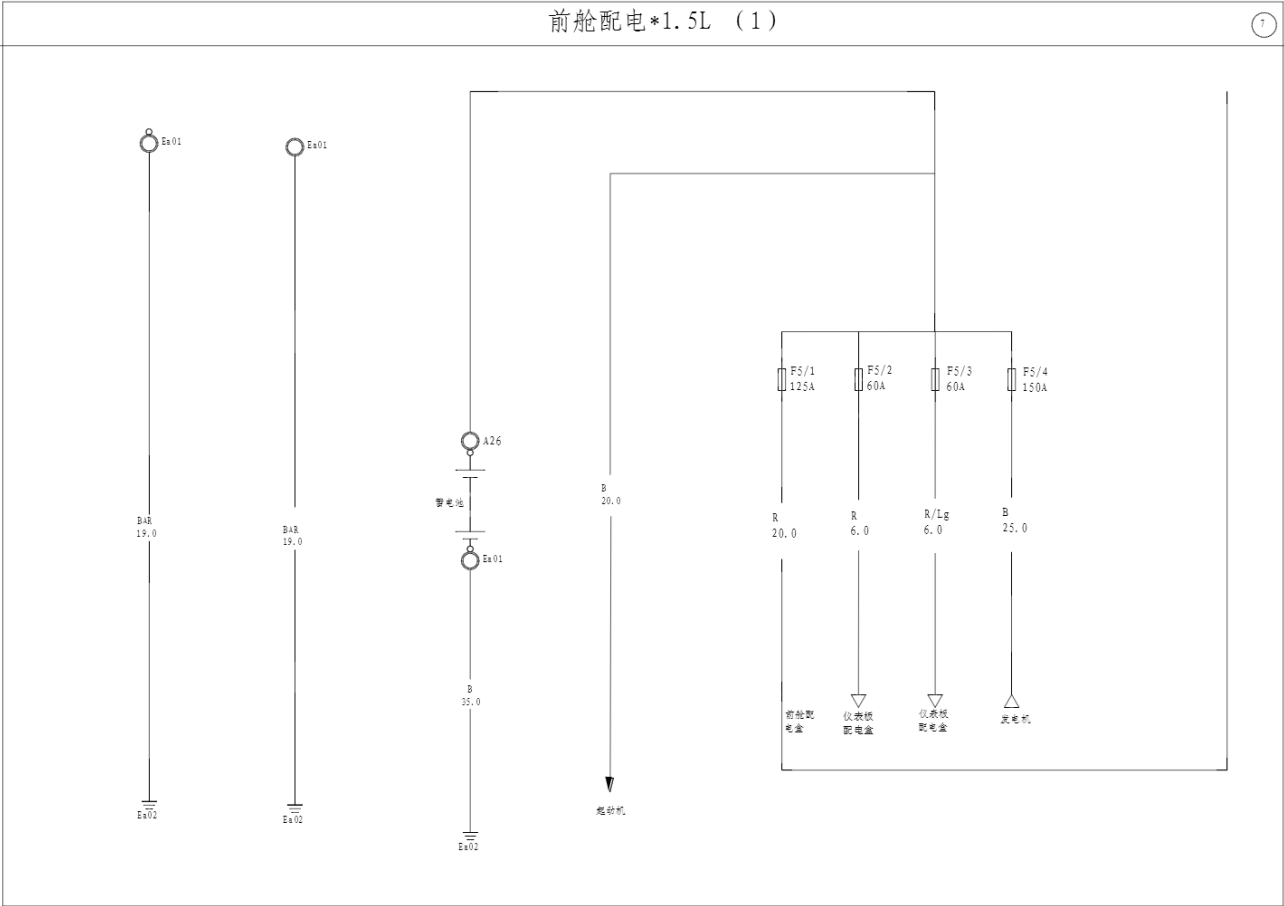 前舱配电*1.5L (1)
7
Ea01
Ea01
F5/1
125A
F5/2
60A
F5/3
60A
F5/4
150A
A26
蓄电池
Ea01
B
20.0
R
20.0
R
6.0
R/Lg
6.0
B
25.0
BAR
19.0
BAR
19.0
B
35.0
前舱配
电盒
仪表板
配电盒
仪表板
配电盒
发电机
起动机
Ea02
Ea02
Ea02